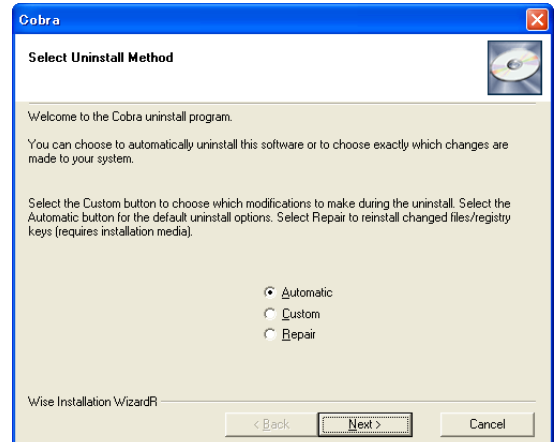 Cobra
Select Uninstall Method
Welcome to the Cobra uninstall program.
You can choose to automatically uninstall this software or to choose exactly which changes are
made to your system.
Select the Custom button to choose which modifications to make during the uninstall. Select the
Automatic button for the default uninstall options. Select Repair to reinstall changed files/registry
keys (requires installation media).
Automatic
Custom
Repair
Wise Installation WizardR
< Back Next > Cancel